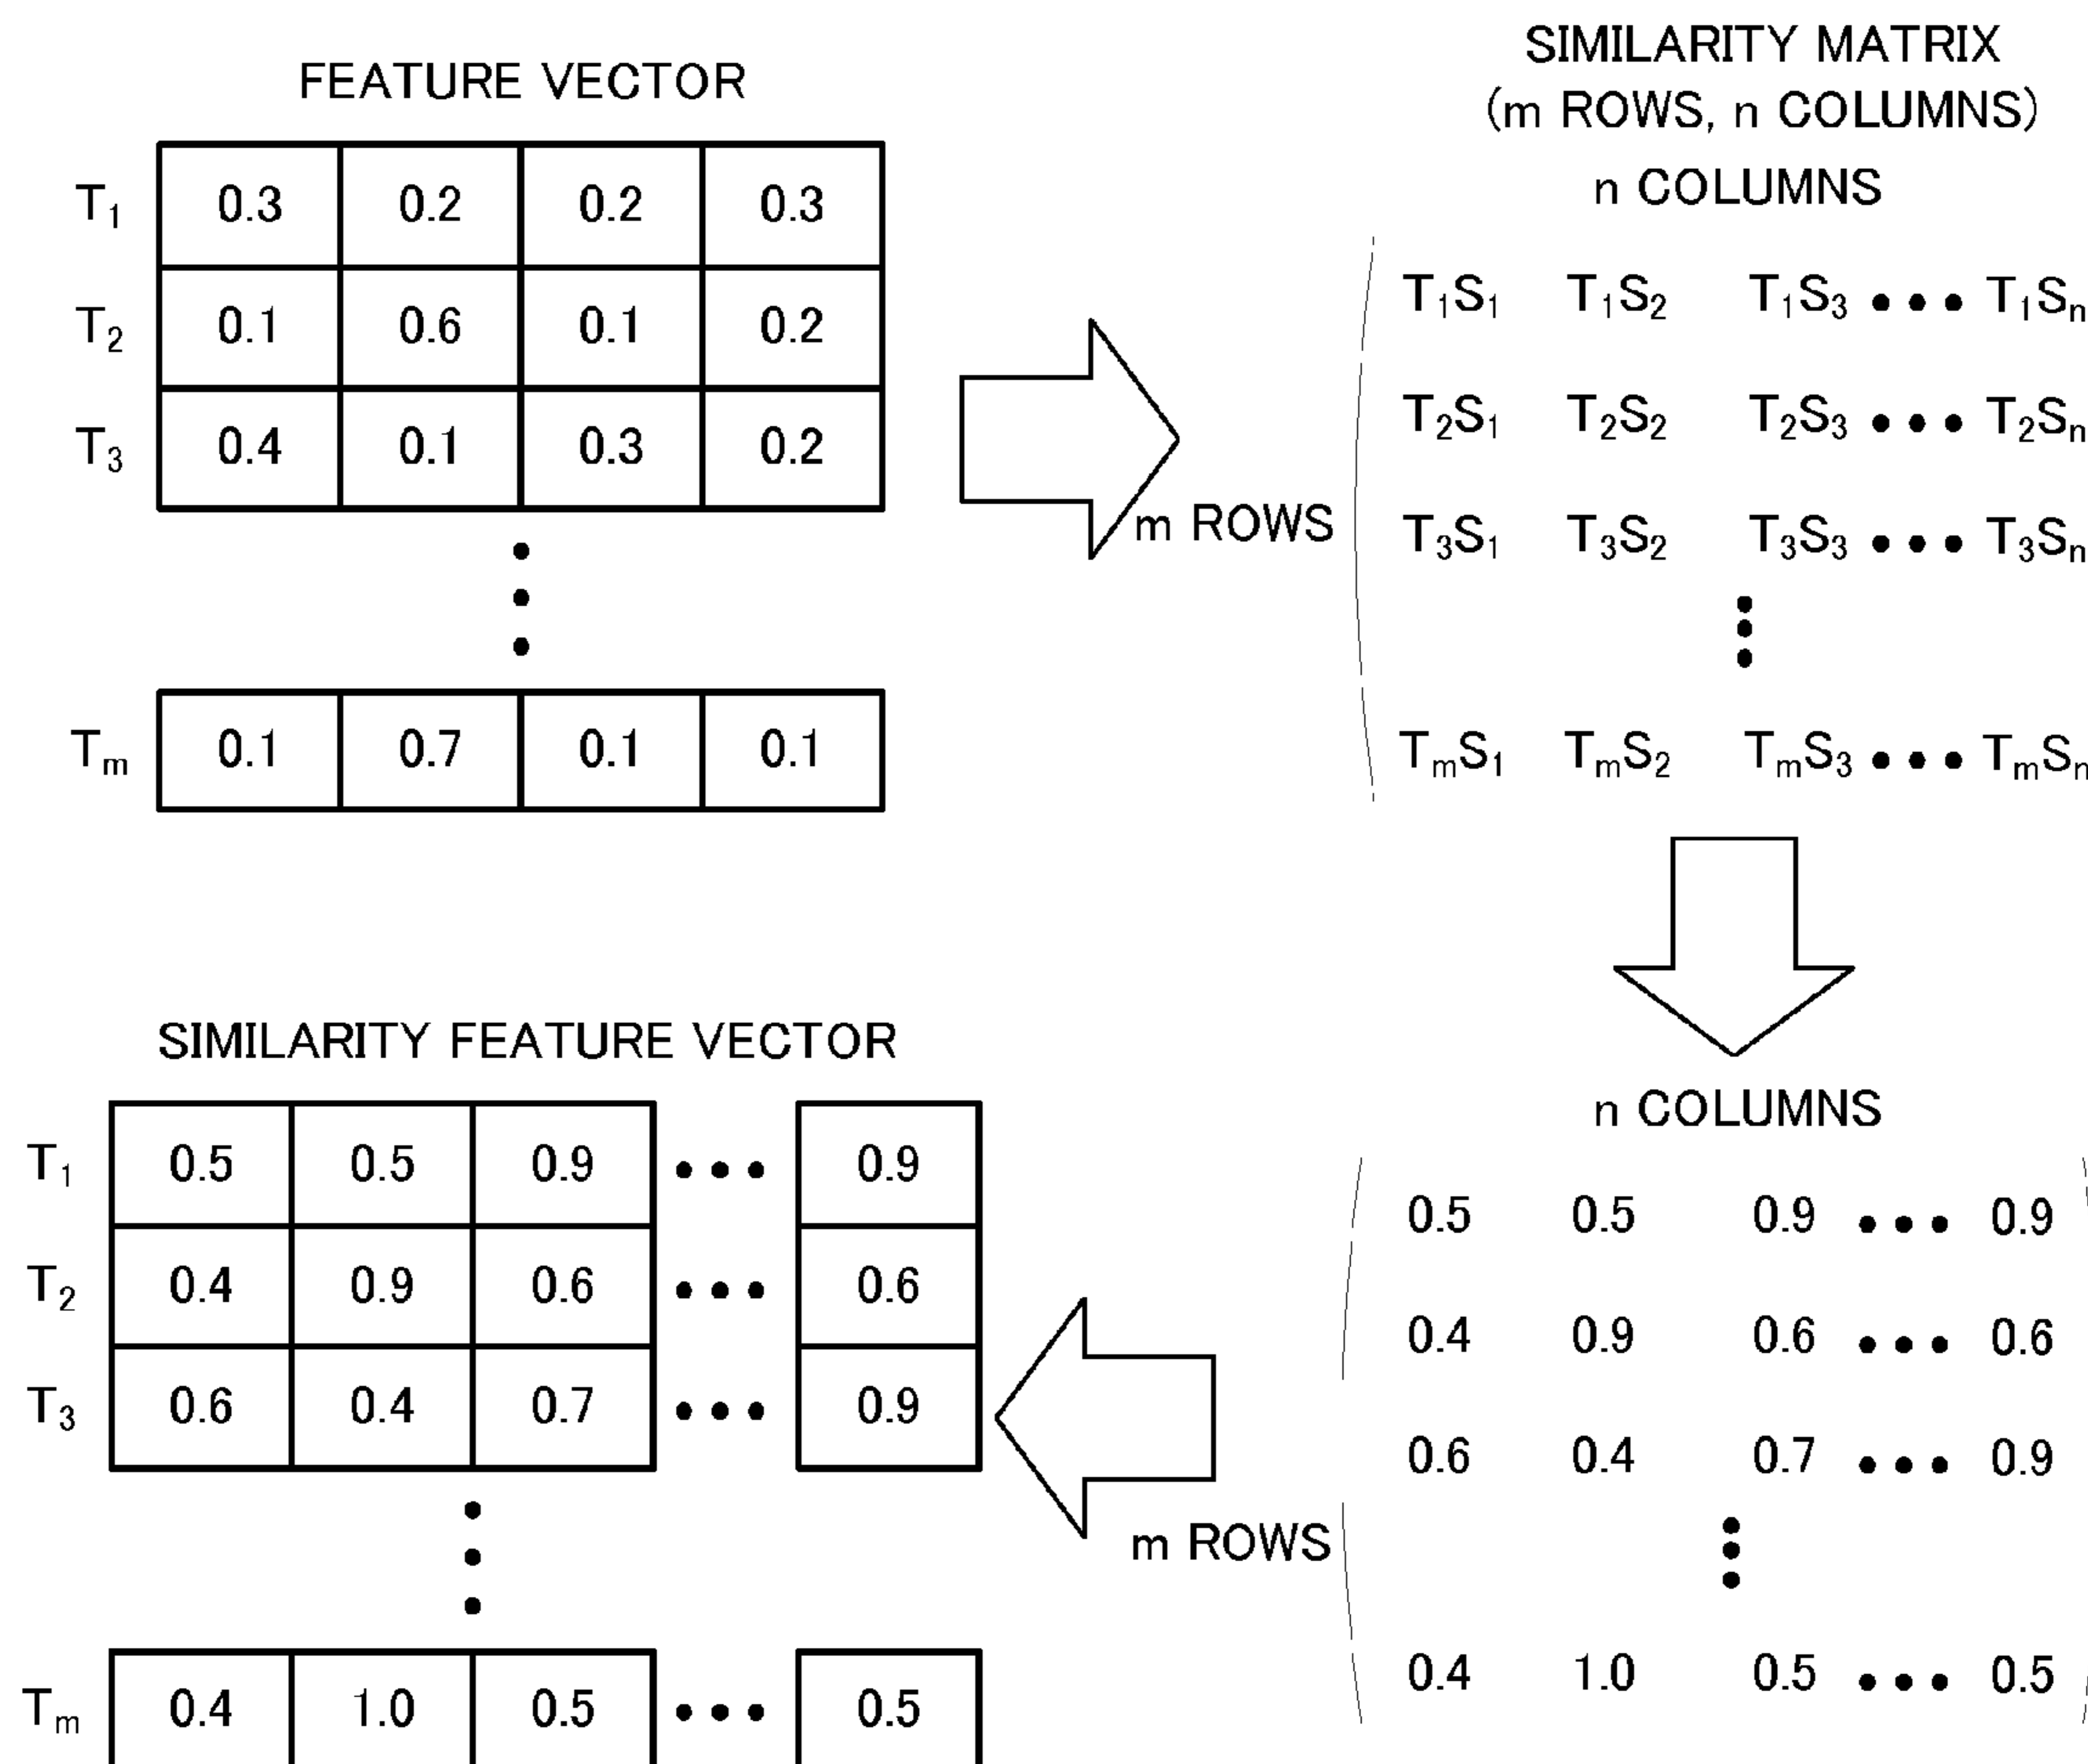 FEATURE VECTOR
T1 0.3 0.2 0.2 0.3
T2 0.1 0.6 0.1 0.2
T3 0.4 0.1 0.3 0.2
Tm 0.1 0.7 0.1 0.1
SIMILARITY MATRIX
(m ROWS, n COLUMNS)
n COLUMNS
m ROWS
T1S1 T1S2 T1S3 ••• T1Sn
T2S1 T2S2 T2S3 ••• T2Sn
T3S1 T3S2 T3S3 ••• T3Sn
TmS1 TmS2 TmS3 ••• TmSn
n COLUMNS
m ROWS
0.5 0.5 0.9 ••• 0.9
0.4 0.9 0.6 ••• 0.6
0.6 0.4 0.7 ••• 0.9
0.4 1.0 0.5 ••• 0.5
SIMILARITY FEATURE VECTOR
T1 0.5 0.5 0.9 ••• 0.9
T2 0.4 0.9 0.6 ••• 0.6
T3 0.6 0.4 0.7 ••• 0.9
Tm 0.4 1.0 0.5 ••• 0.5